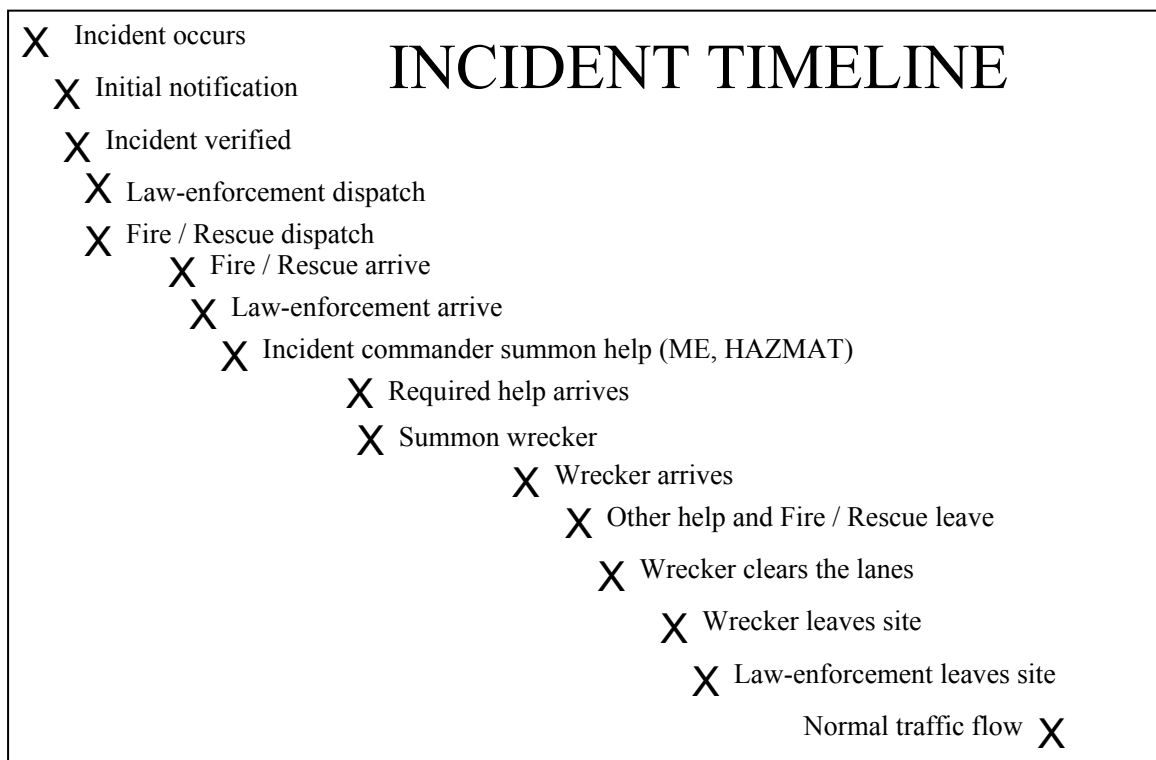 X Incident occurs
INCIDENT TIMELINE
X Initial notification
X Incident verified
X Law-enforcement dispatch
X Fire / Rescue dispatch
X Fire / Rescue arrive
X Law-enforcement arrive
X Incident commander summon help (ME, HAZMAT)
X Required help arrives
X Summon wrecker
X Wrecker arrives
X Other help and Fire / Rescue leave
X Wrecker clears the lanes
X Wrecker leaves site
X Law-enforcement leaves site
Normal traffic flow X